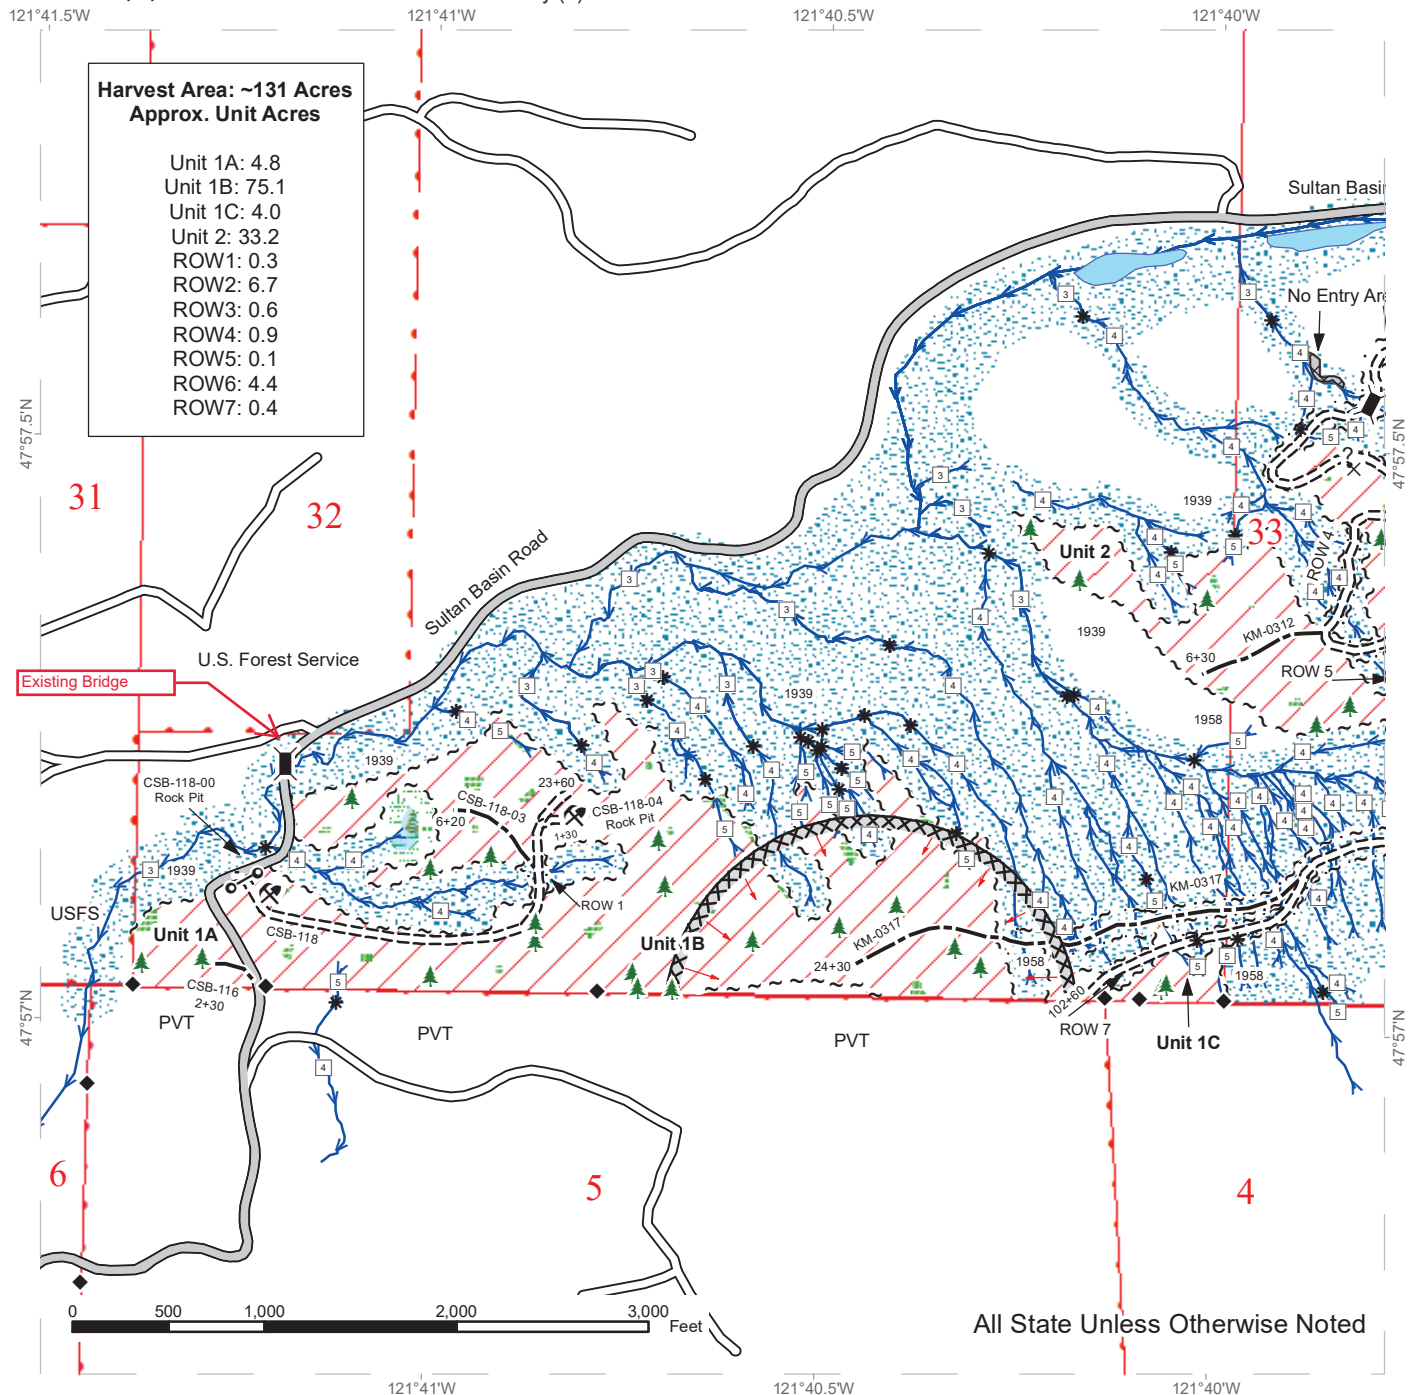 121°41.5'W
121°41'W
121°40.5'W
121°40'W
Harvest Area: ~131 Acres
Approx. Unit Acres
Unit 1A: 4.8
Unit 1B: 75.1
Unit 1C: 4.0
Unit 2: 33.2
ROW1: 0.3
ROW2: 6.7
ROW3: 0.6
ROW4: 0.9
ROW5: 0.1
ROW6: 4.4
ROW7: 0.4
Sultan Basin
No Entry Are
47°57.5'N
47°57.5'N
31
32
33
1939
Unit 2
ROW 4
Sultan Basin Road
1939
KM-0312
6+30
ROW 5
U.S. Forest Service
Existing Bridge
1939
1958
1939
CSB-118-00
Rock Pit
CSB-118-03
6+20
23+60
CSB-118-04
Rock Pit
1+30
1939
USFS
ROW 1
KM-0317
Unit 1A
CSB-118
Unit 1B
KM-0317
24+30
1958
1958
CSB-116
2+30
102+60
ROW 7
Unit 1C
PVT
PVT
PVT
47°57'N
47°57'N
6
5
4
0
500
1,000
2,000
3,000
Feet
All State Unless Otherwise Noted
121°41'W
121°40.5'W
121°40'W